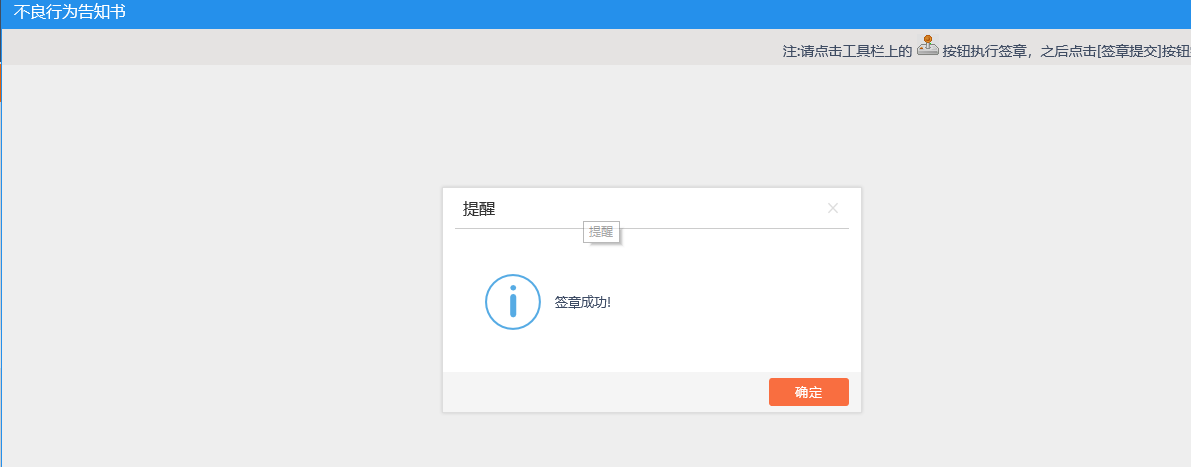 不良行为告知书
注:请点击工具栏上的 按钮执行签章，之后点击[签章提交]按钮
提醒
提醒
签章成功!
确定